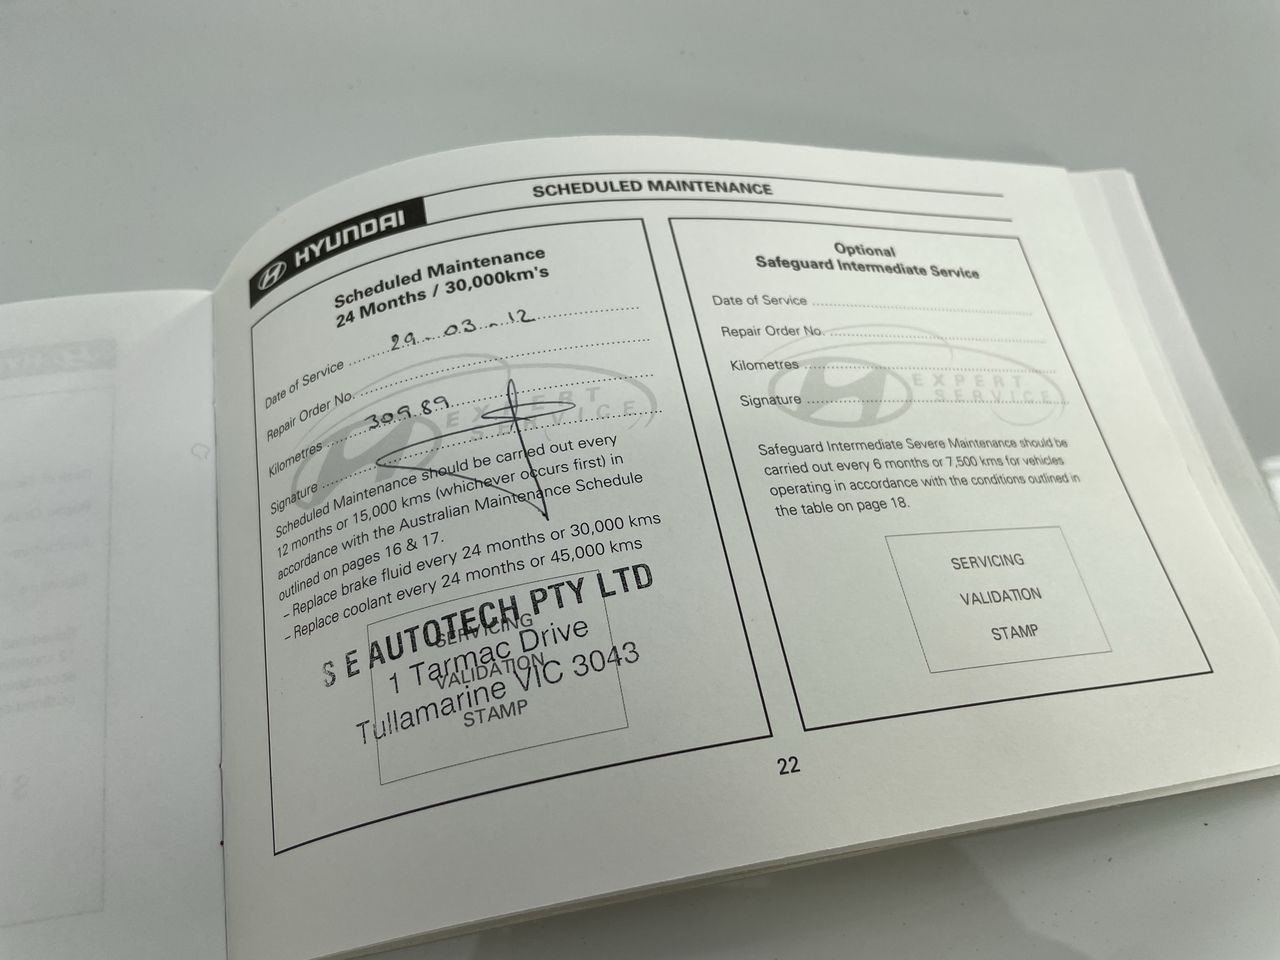 HYUNDAI
SCHEDULED MAINTENANCE
Scheduled Maintenance
24 Months / 30,000km's
Date of Service 29-03-12
Repair Order No.
Kilometres 30989
Signature
EXPERT
SERVICE
Scheduled Maintenance should be carried out every
12 months or 15,000 kms (whichever occurs first) in
accordance with the Australian Maintenance Schedule
outlined on pages 16 & 17.
– Replace brake fluid every 24 months or 30,000 kms
– Replace coolant every 24 months or 45,000 kms
S E AUTOTECH PTY LTD
SERVICING
1 Tarmac Drive
VALIDATION
Tullamarine VIC 3043
STAMP
Optional
Safeguard Intermediate Service
Date of Service
Repair Order No.
Kilometres
Signature
EXPERT
SERVICE
Safeguard Intermediate Severe Maintenance should be
carried out every 6 months or 7,500 kms for vehicles
operating in accordance with the conditions outlined in
the table on page 18.
SERVICING
VALIDATION
STAMP
22